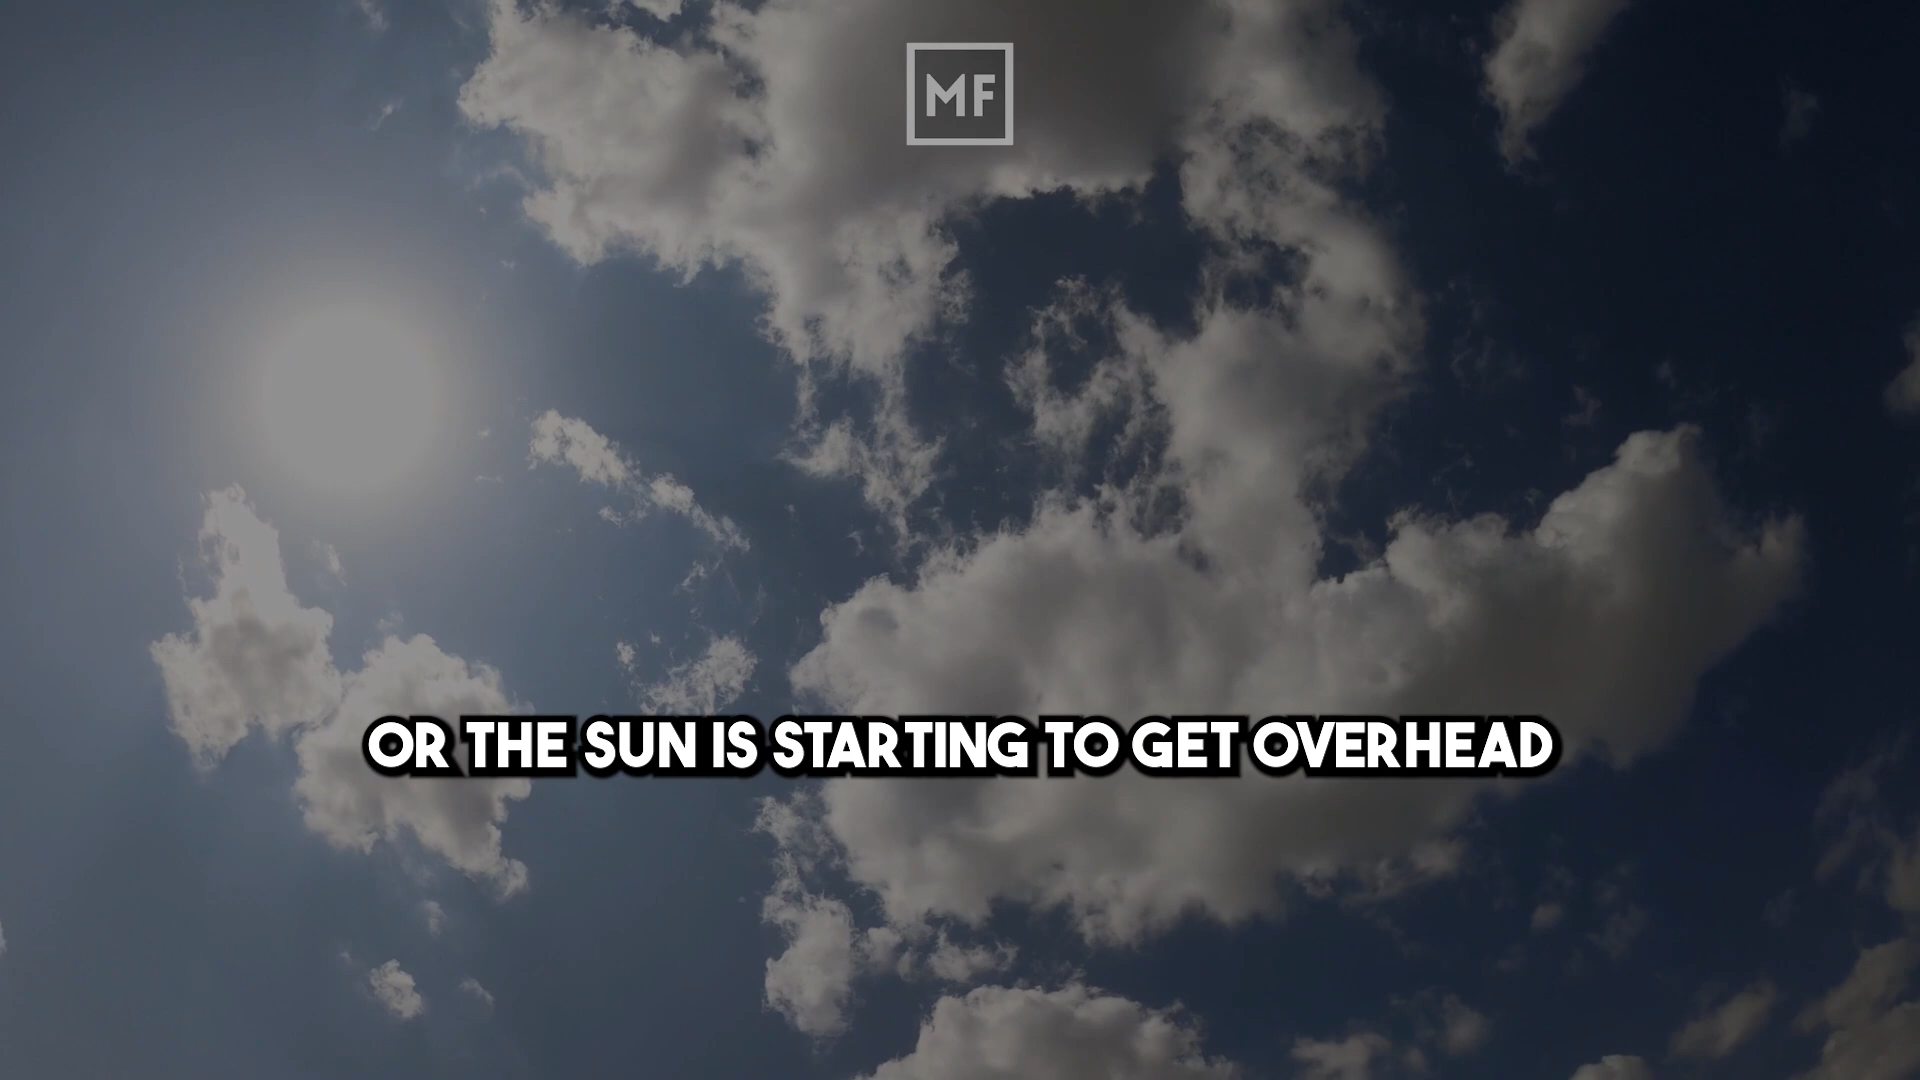 MF
OR THE SUN IS STARTING TO GET OVERHEAD